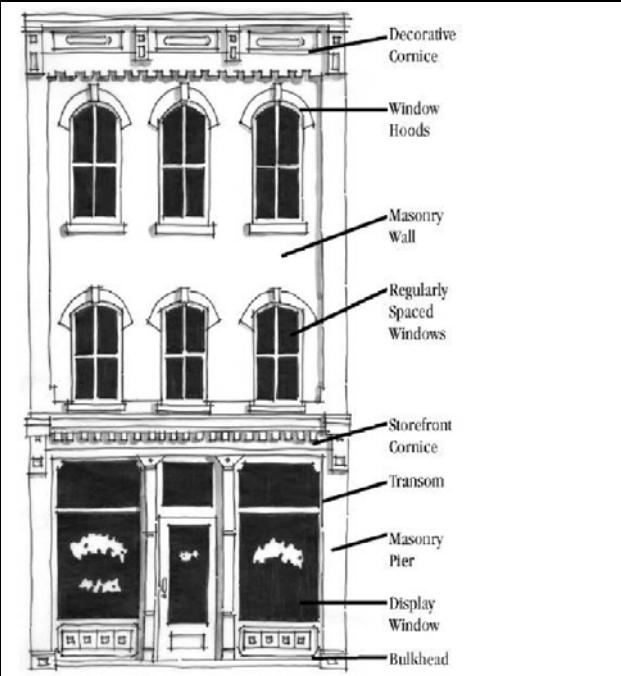 Decorative
Cornice
Window
Hoods
Masonry
Wall
Regularly
Spaced
Windows
Storefront
Cornice
Transom
Masonry
Pier
Display
Window
Bulkhead